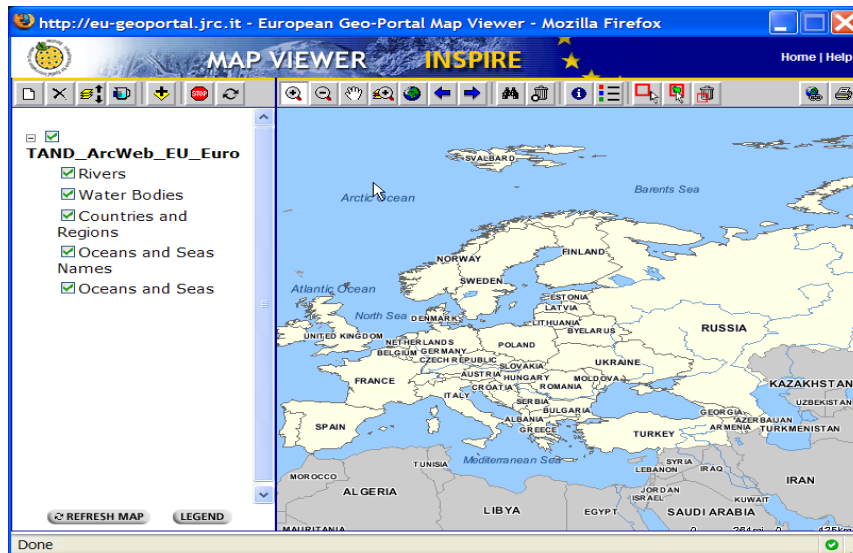 http://eu-geoportal.jrc.it - European Geo-Portal Map Viewer - Mozilla Firefox
MAP VIEWER INSPIRE
Home | Help
STOP
TAND_ArcWeb_EU_Euro
Rivers
Water Bodies
Countries and
Regions
Oceans and Seas
Names
Oceans and Seas
REFRESH MAP
LEGEND
SVALBARD
Arctic Ocean
Barents Sea
NORWAY
FINLAND
SWEDEN
Atlantic Ocean
ESTONIA
LATVIA
North Sea
DENMARK
LITHUANIA
BYELARUS
RUSSIA
UNITED KINGDOM
NETHERLANDS
POLAND
BELGIUM
GERMANY
CZECH REPUBLIC
SLOVAKIA
UKRAINE
AUSTRIA
HUNGARY
MOLDOVA
FRANCE
CROATIA
ROMANIA
KAZAKHSTAN
ITALY
SERBIA
UZBEKISTAN
BULGARIA
GEORGIA
ALBANIA
AZERBAIJAN
SPAIN
GREECE
TURKEY
ARMENIA
TURKMENISTAN
TUNISIA
Mediterranean Sea
SYRIA
LEBANON
IRAQ
MOROCCO
IRAN
ALGERIA
JORDAN
ISRAEL
KUWAIT
LIBYA
EGYPT
SAUDI ARABIA
MAURITANIA
0 264mi 0 425km
Done